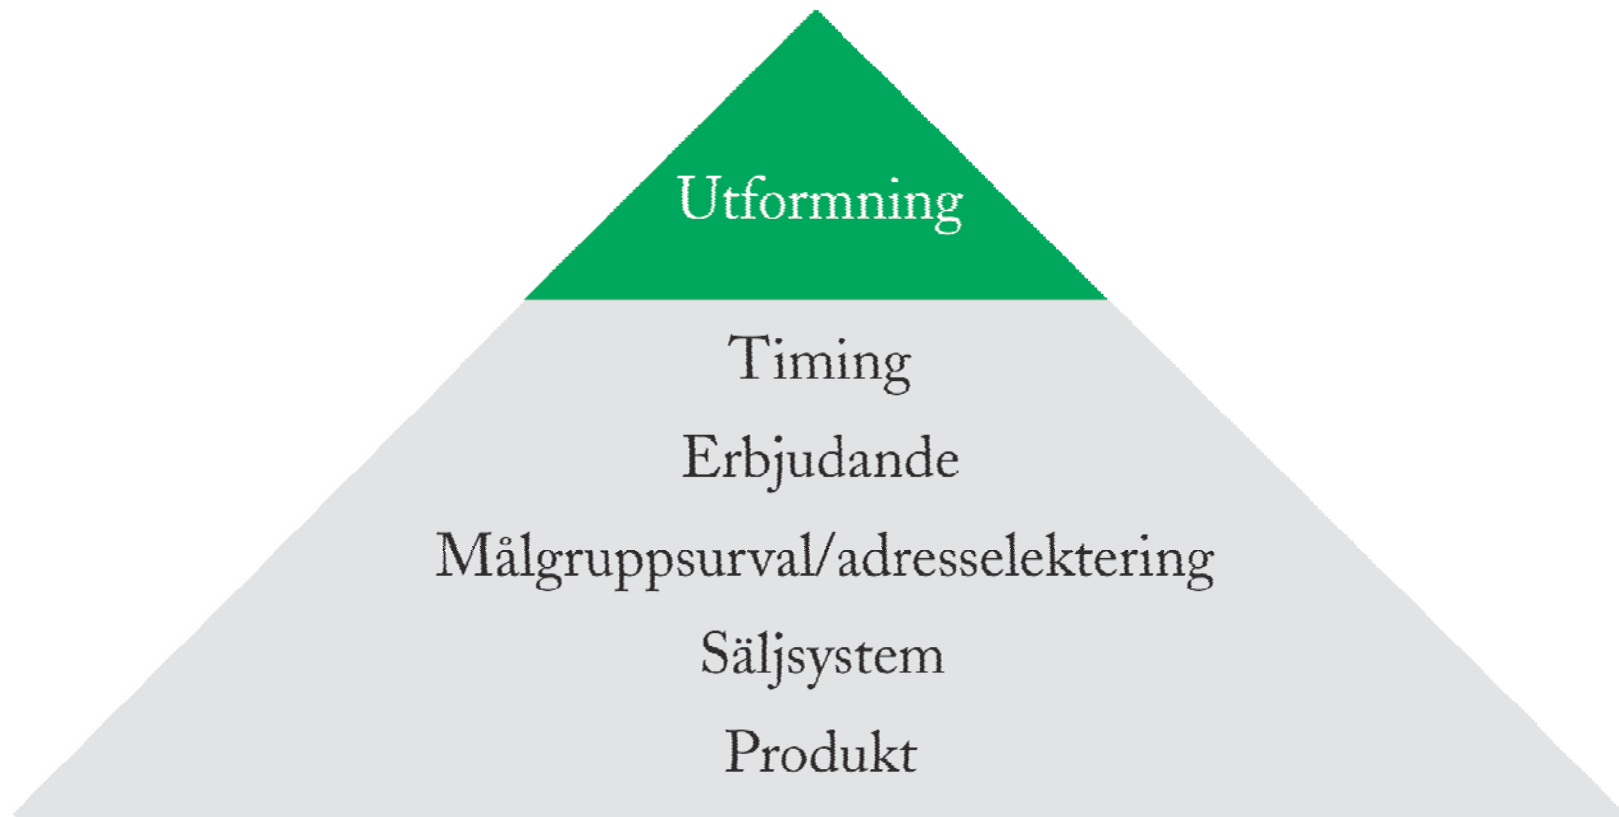 Utformning
Timing
Erbjudande
Målgruppsurval/adresselektering
Säljsystem
Produkt